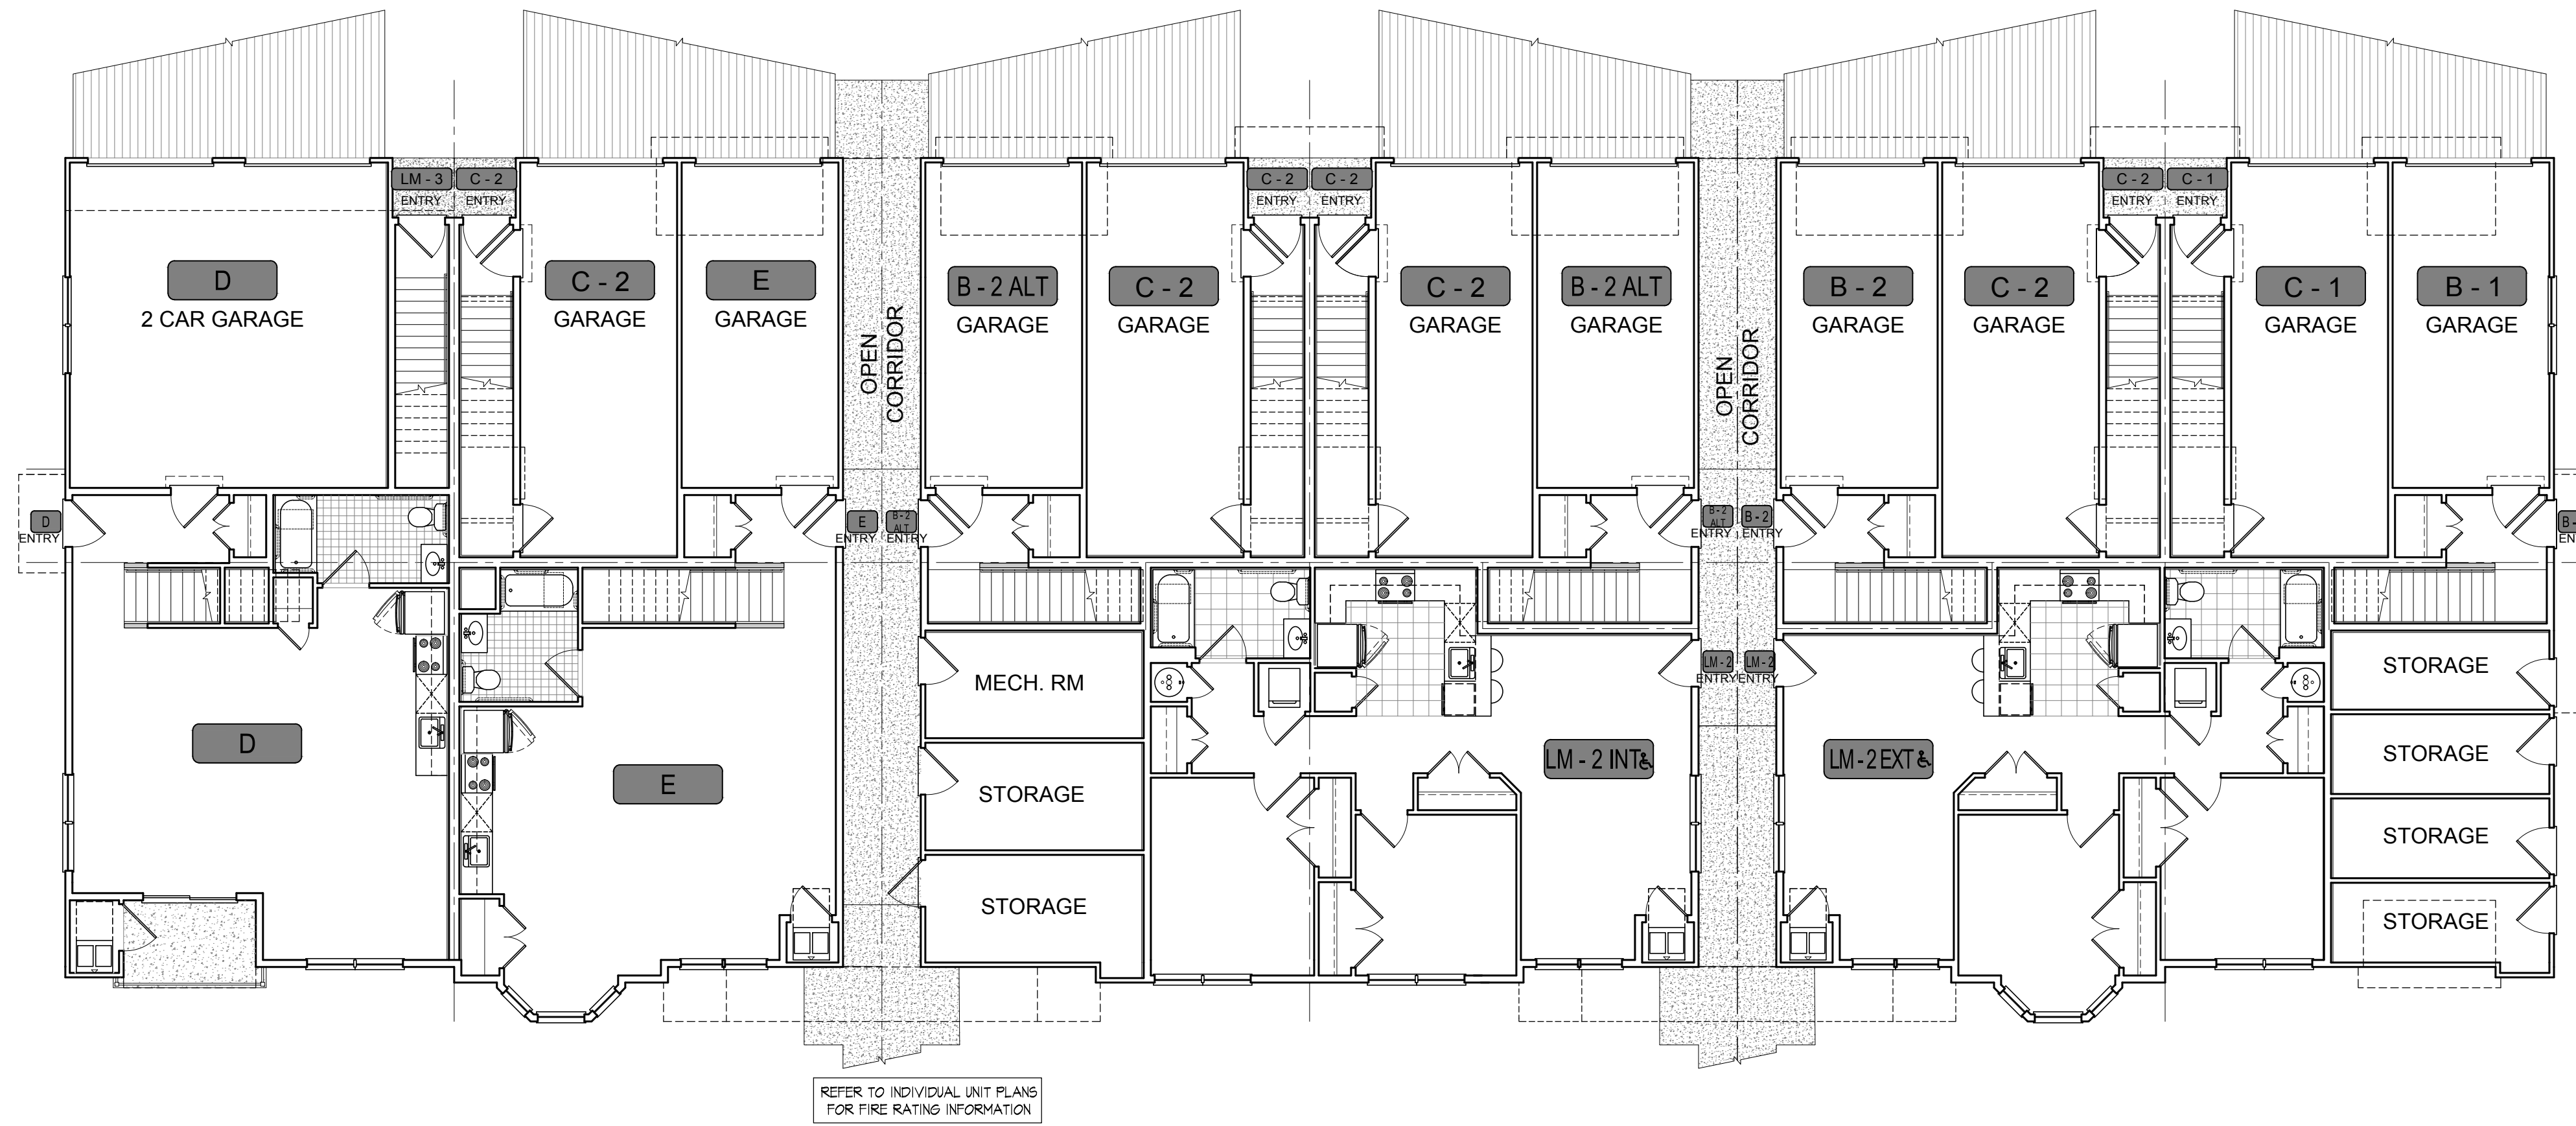 LM - 3
C - 2
C - 2
C - 2
C - 2
C - 1
ENTRY
ENTRY
ENTRY
ENTRY
ENTRY
ENTRY
D
2 CAR GARAGE
C - 2
GARAGE
E
GARAGE
OPEN
CORRIDOR
B - 2 ALT
GARAGE
C - 2
GARAGE
C - 2
GARAGE
B - 2 ALT
GARAGE
OPEN
CORRIDOR
B - 2
GARAGE
C - 2
GARAGE
C - 1
GARAGE
B - 1
GARAGE
D
ENTRY
E
ENTRY
B - 2
ALT
ENTRY
B - 2
ALT
ENTRY
B - 2
ENTRY
B -
EN
LM - 2
ENTRY
LM - 2
ENTRY
D
E
MECH. RM
STORAGE
STORAGE
LM - 2 INT
LM - 2 EXT
STORAGE
STORAGE
STORAGE
STORAGE
REFER TO INDIVIDUAL UNIT PLANS
FOR FIRE RATING INFORMATION